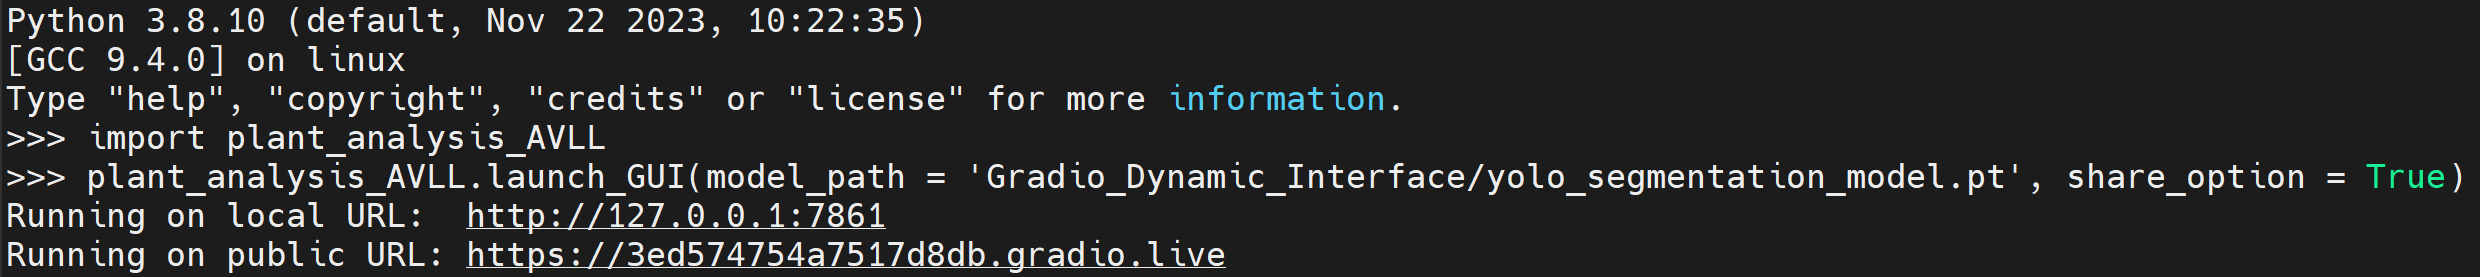 Python 3.8.10 (default, Nov 22 2023, 10:22:35)
[GCC 9.4.0] on linux
Type "help", "copyright", "credits" or "license" for more information.
>>> import plant_analysis_AVLL
>>> plant_analysis_AVLL.launch_GUI(model_path = 'Gradio_Dynamic_Interface/yolo_segmentation_model.pt', share_option = True)
Running on local URL:  http://127.0.0.1:7861
Running on public URL: https://3ed574754a7517d8db.gradio.live